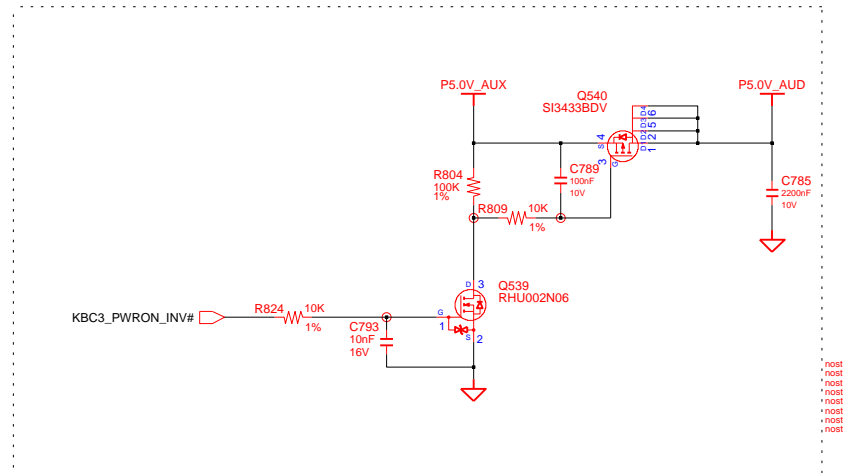 P5.0V_AUX
P5.0V_AUD
Q540
SI3433BDV
S
4
D4
D3
D2
D1
6
5
2
1
3
G
C789
100nF
10V
R804
100K
1%
C785
2200nF
10V
R809
10K
1%
D
3
Q539
RHU002N06
KBC3_PWRON_INV#
R824
10K
1%
G
1
S
2
C793
10nF
16V
nost
nost
nost
nost
nost
nost
nost
nost